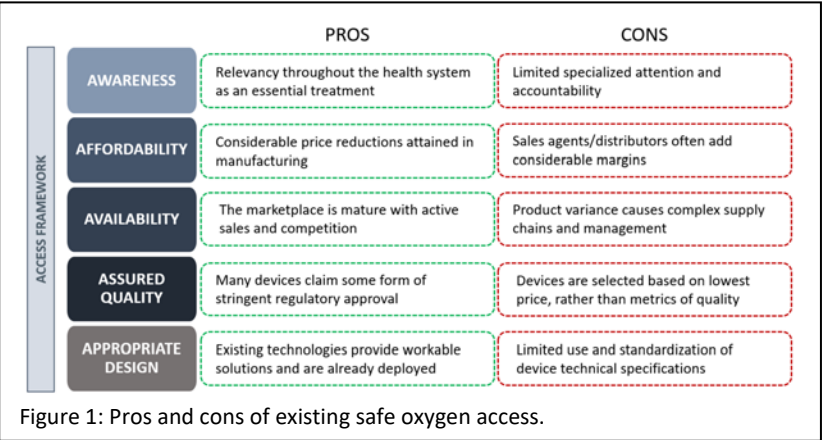 PROS
CONS
ACCESS FRAMEWORK
AWARENESS
Relevancy throughout the health system
as an essential treatment
Limited specialized attention and
accountability
AFFORDABILITY
Considerable price reductions attained in
manufacturing
Sales agents/distributors often add
considerable margins
AVAILABILITY
The marketplace is mature with active
sales and competition
Product variance causes complex supply
chains and management
ASSURED
QUALITY
Many devices claim some form of
stringent regulatory approval
Devices are selected based on lowest
price, rather than metrics of quality
APPROPRIATE
DESIGN
Existing technologies provide workable
solutions and are already deployed
Limited use and standardization of
device technical specifications
Figure 1: Pros and cons of existing safe oxygen access.